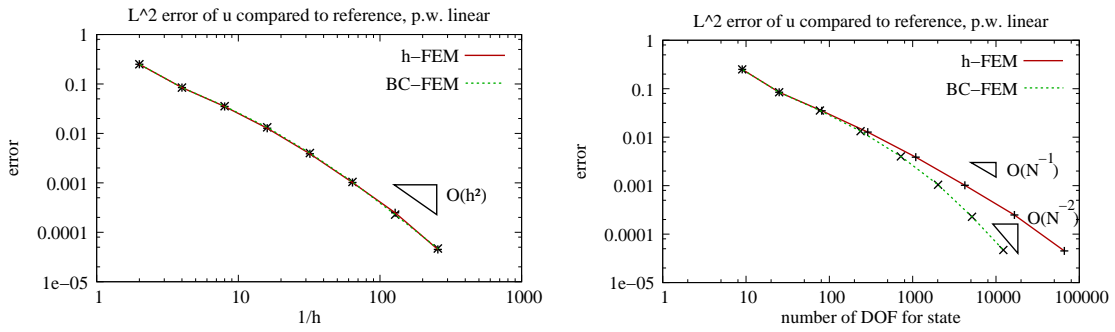 L^2 error of u compared to reference, p.w. linear
1
0.1
0.01
0.001
0.0001
1e−05
error
h−FEM
BC−FEM
O(h²)
1 10 100 1000
1/h
L^2 error of u compared to reference, p.w. linear
1
0.1
0.01
0.001
0.0001
1e−05
error
h−FEM
BC−FEM
O(N^−1)
O(N^−2)
1 10 100 1000 10000 100000
number of DOF for state